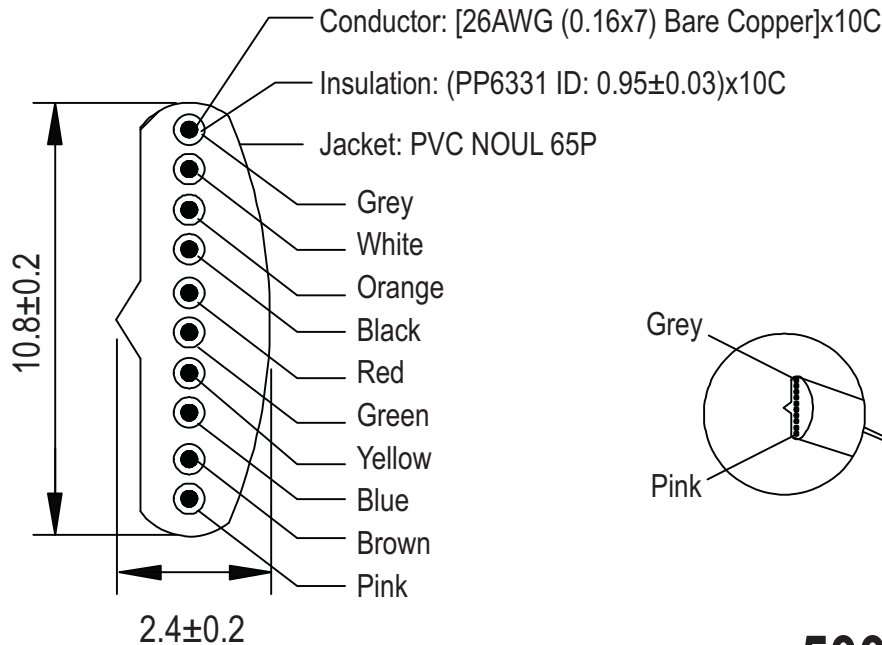 Conductor: [26AWG (0.16x7) Bare Copper]x10C
Insulation: (PP6331 ID: 0.95±0.03)x10C
Jacket: PVC NOUL 65P
Grey
White
Orange
Black
Red
Green
Yellow
Blue
Brown
Pink
10.8±0.2
2.4±0.2
Grey
Pink